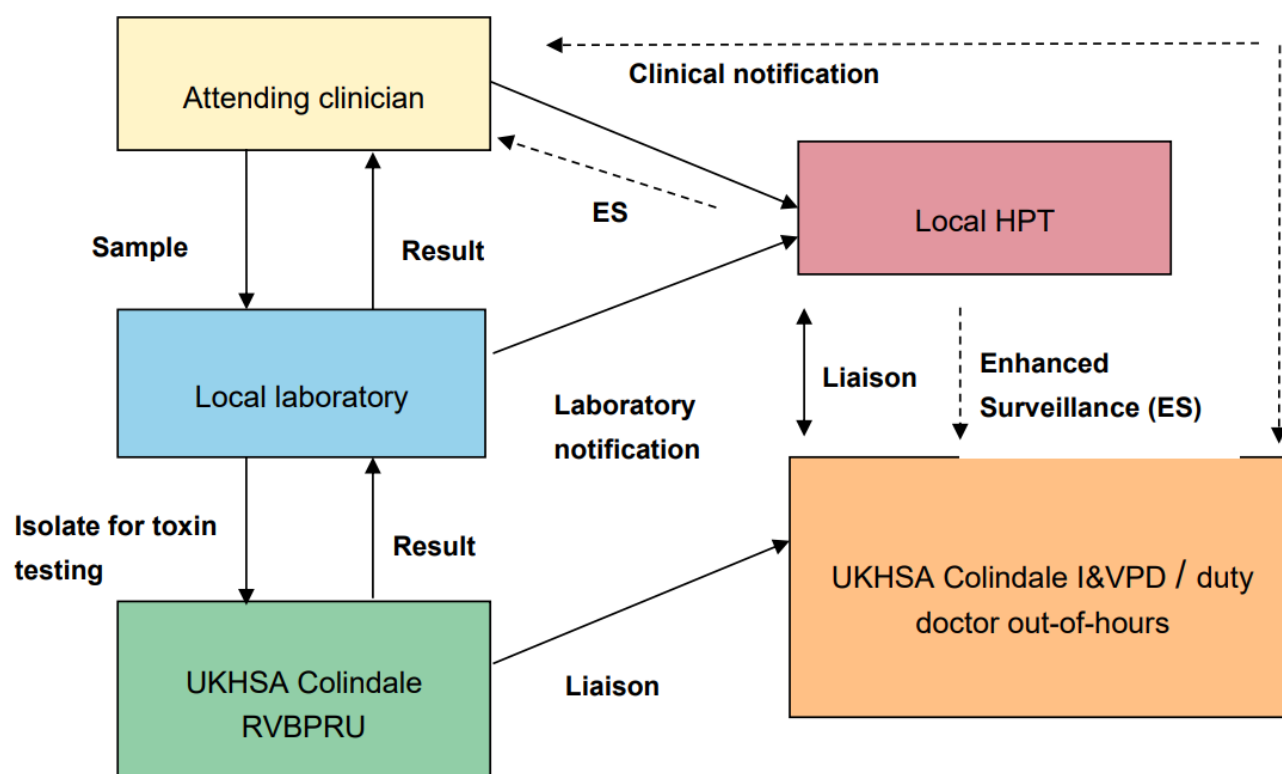 Attending clinician
Clinical notification
ES
Local HPT
Sample
Result
Local laboratory
Liaison
Enhanced
Surveillance (ES)
Laboratory
notification
Isolate for toxin
testing
Result
UKHSA Colindale I&VPD / duty
doctor out-of-hours
UKHSA Colindale
RVBPRU
Liaison